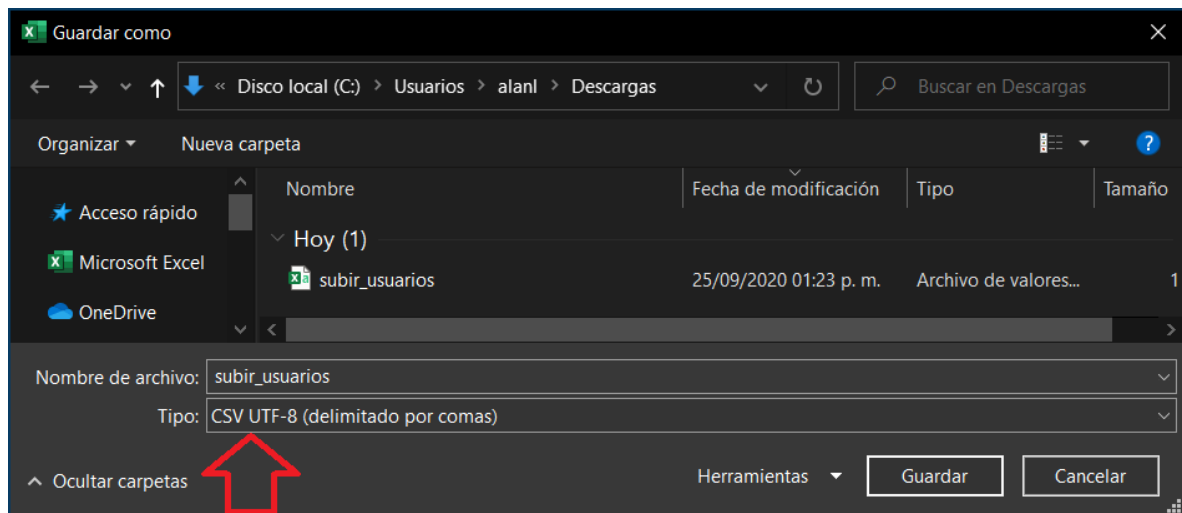 Guardar como
« Disco local (C:) > Usuarios > alanl > Descargas
Buscar en Descargas
Organizar
Nueva carpeta
?
Nombre
Fecha de modificación
Tipo
Tamaño
Acceso rápido
Microsoft Excel
OneDrive
Hoy (1)
subir_usuarios
25/09/2020 01:23 p. m.
Archivo de valores...
1
Nombre de archivo: subir_usuarios
Tipo: CSV UTF-8 (delimitado por comas)
Ocultar carpetas
Herramientas
Guardar
Cancelar